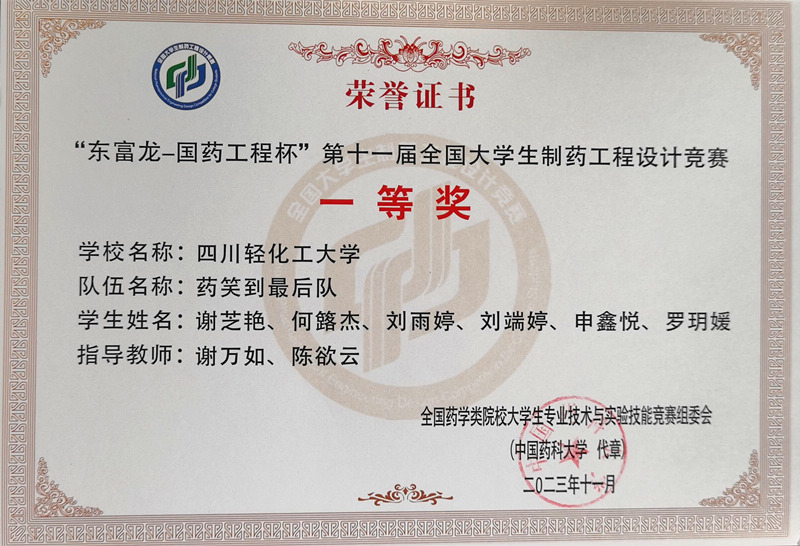 荣誉证书
“东富龙–国药工程杯”第十一届全国大学生制药工程设计竞赛
一等奖
学校名称：四川轻化工大学
队伍名称：药笑到最后队
学生姓名：谢芝艳、何簬杰、刘雨婷、刘端婷、申鑫悦、罗玥媛
指导教师：谢万如、陈欲云
全国药学类院校大学生专业技术与实验技能竞赛组委会
（中国药科大学 代章）
二〇二三年十一月